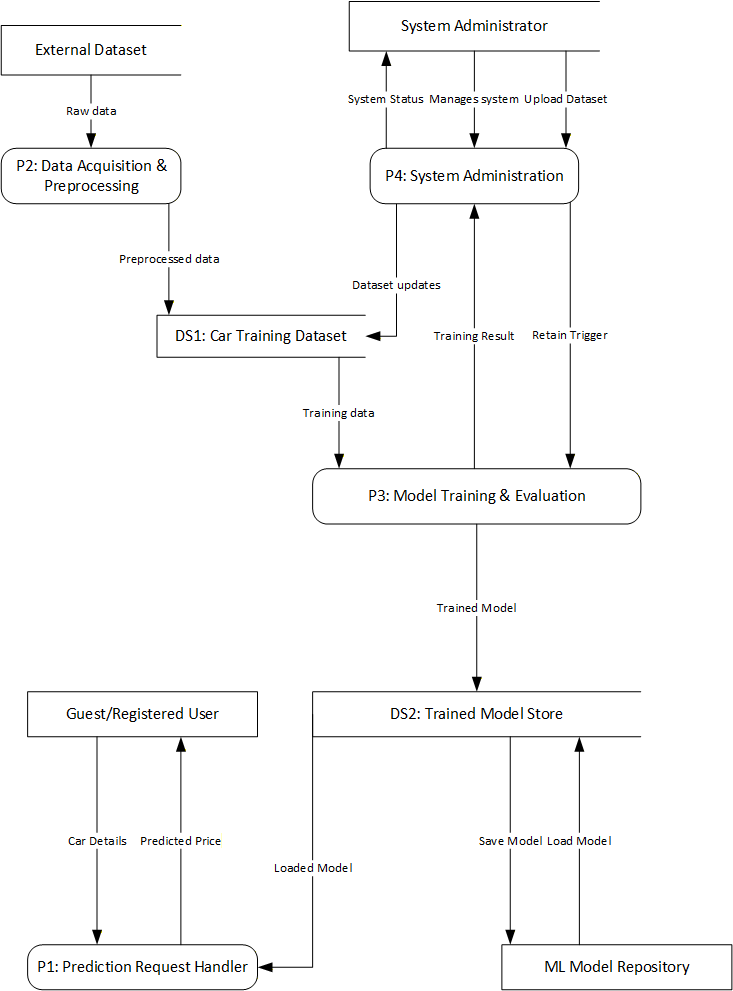 System Administrator
External Dataset
System Status
Manages system
Upload Dataset
Raw data
P2: Data Acquisition &
Preprocessing
P4: System Administration
Preprocessed data
Dataset updates
DS1: Car Training Dataset
Training Result
Retain Trigger
Training data
P3: Model Training & Evaluation
Trained Model
Guest/Registered User
DS2: Trained Model Store
Car Details
Predicted Price
Save Model
Load Model
Loaded Model
P1: Prediction Request Handler
ML Model Repository